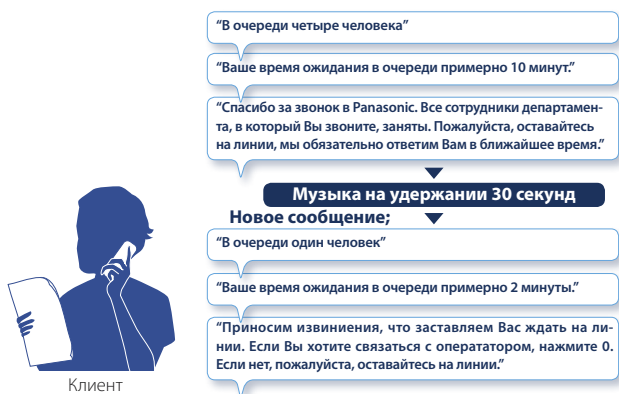 “В очереди четыре человека”
“Ваше время ожидания в очереди примерно 10 минут.”
“Спасибо за звонок в Panasonic. Все сотрудники департамен-
та, в который Вы звоните, заняты. Пожалуйста, оставайтесь
на линии, мы обязательно ответим Вам в ближайшее время.”
Музыка на удержании 30 секунд
Новое сообщение;
“В очереди один человек”
“Ваше время ожидания в очереди примерно 2 минуты.”
“Приносим извиниения, что заставляем Вас ждать на ли-
нии. Если Вы хотите связаться с оператором, нажмите 0.
Если нет, пожалуйста, оставайтесь на линии.”
Клиент